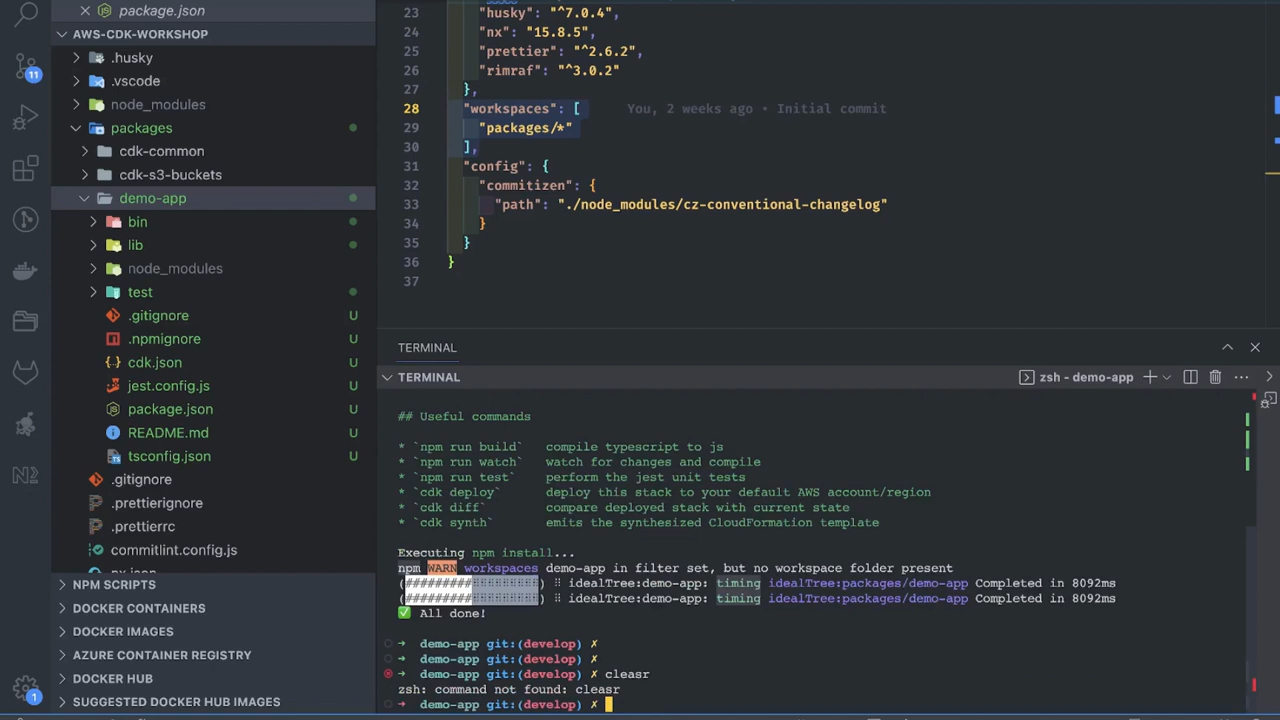 package.json
AWS-CDK-WORKSHOP
.husky
.vscode
node_modules
packages
cdk-common
cdk-s3-buckets
demo-app
bin
lib
node_modules
test
.gitignore U
.npmignore U
cdk.json U
jest.config.js U
package.json U
README.md U
tsconfig.json U
.gitignore
.prettierignore
.prettierrc
commitlint.config.js
nx.json
NPM SCRIPTS
DOCKER CONTAINERS
DOCKER IMAGES
AZURE CONTAINER REGISTRY
DOCKER HUB
SUGGESTED DOCKER HUB IMAGES
11
1
23 "husky": "^7.0.4",
24 "nx": "15.8.5",
25 "prettier": "^2.6.2",
26 "rimraf": "^3.0.2"
27 },
28 "workspaces": [ You, 2 weeks ago • Initial commit
29 "packages/*"
30 ],
31 "config": {
32 "commitizen": {
33 "path": "./node_modules/cz-conventional-changelog"
34 }
35 }
36 }
37
TERMINAL
TERMINAL zsh - demo-app
## Useful commands
* `npm run build` compile typescript to js
* `npm run watch` watch for changes and compile
* `npm run test` perform the jest unit tests
* `cdk deploy` deploy this stack to your default AWS account/region
* `cdk diff` compare deployed stack with current state
* `cdk synth` emits the synthesized CloudFormation template
Executing npm install...
npm WARN workspaces demo-app in filter set, but no workspace folder present
(#########⠂⠂⠂⠂⠂⠂⠂⠂⠂) ⠿ idealTree:demo-app: timing idealTree:packages/demo-app Completed in 8092ms
(#########⠂⠂⠂⠂⠂⠂⠂⠂⠂) ⠿ idealTree:demo-app: timing idealTree:packages/demo-app Completed in 8092ms
✅ All done!
➜ demo-app git:(develop) ✗
➜ demo-app git:(develop) ✗
➜ demo-app git:(develop) ✗ cleasr
zsh: command not found: cleasr
➜ demo-app git:(develop) ✗